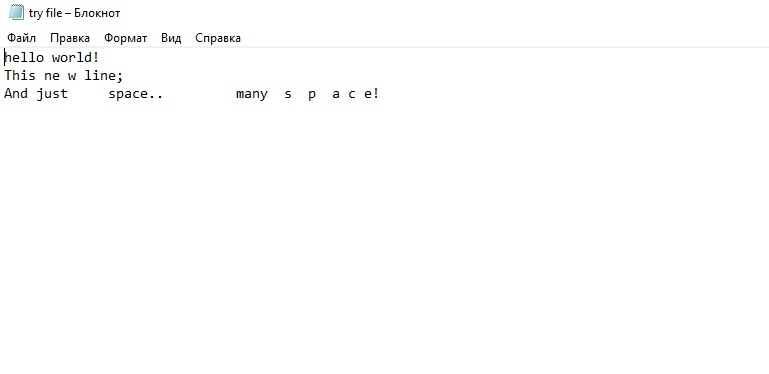 try file – Блокнот
Файл Правка Формат Вид Справка
hello world!
This ne w line;
And just     space..         many  s  p  a c e!